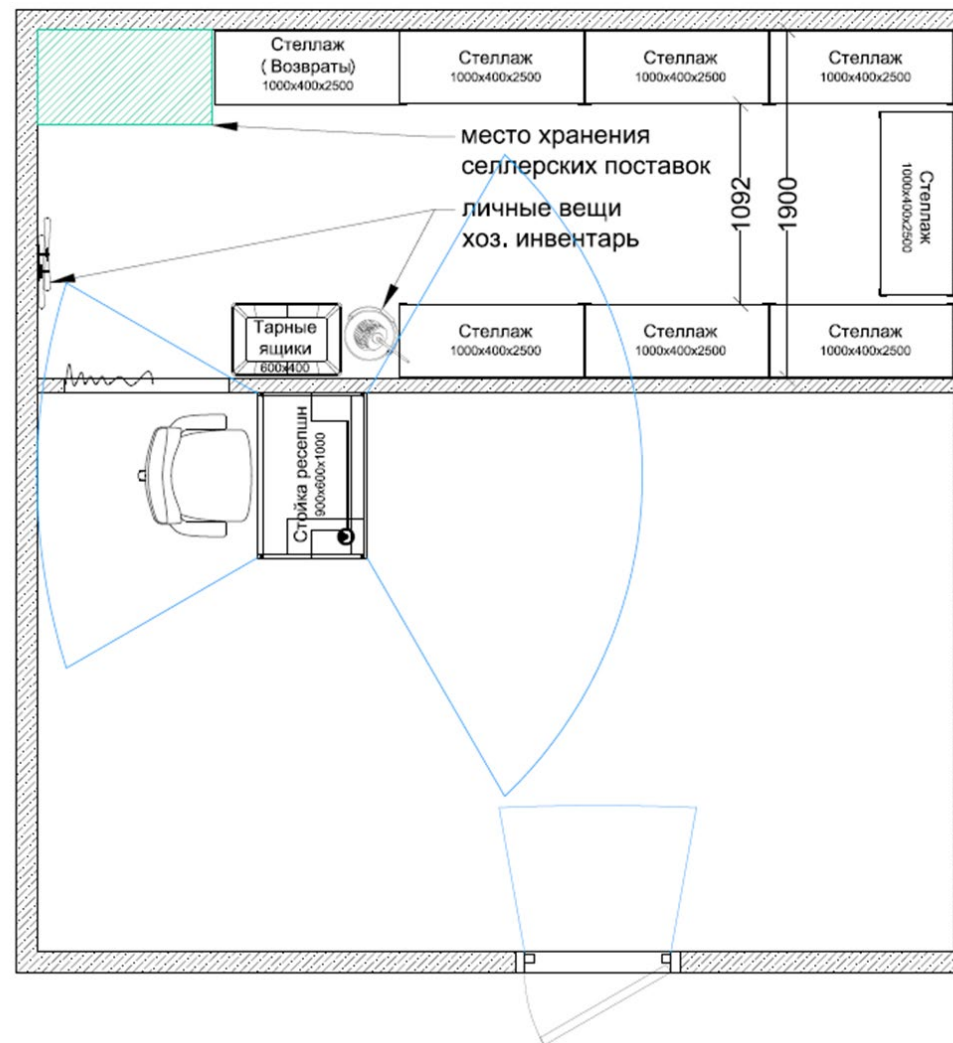 Стеллаж
( Возвраты)
1000х400х2500
Стеллаж
1000х400х2500
Стеллаж
1000х400х2500
Стеллаж
1000х400х2500
место хранения
селлерских поставок
личные вещи
хоз. инвентарь
1092
1900
Стеллаж
1000х400х2500
Тарные
ящики
600х400
Стеллаж
1000х400х2500
Стеллаж
1000х400х2500
Стеллаж
1000х400х2500
Стойка ресепшн
900х600х1000